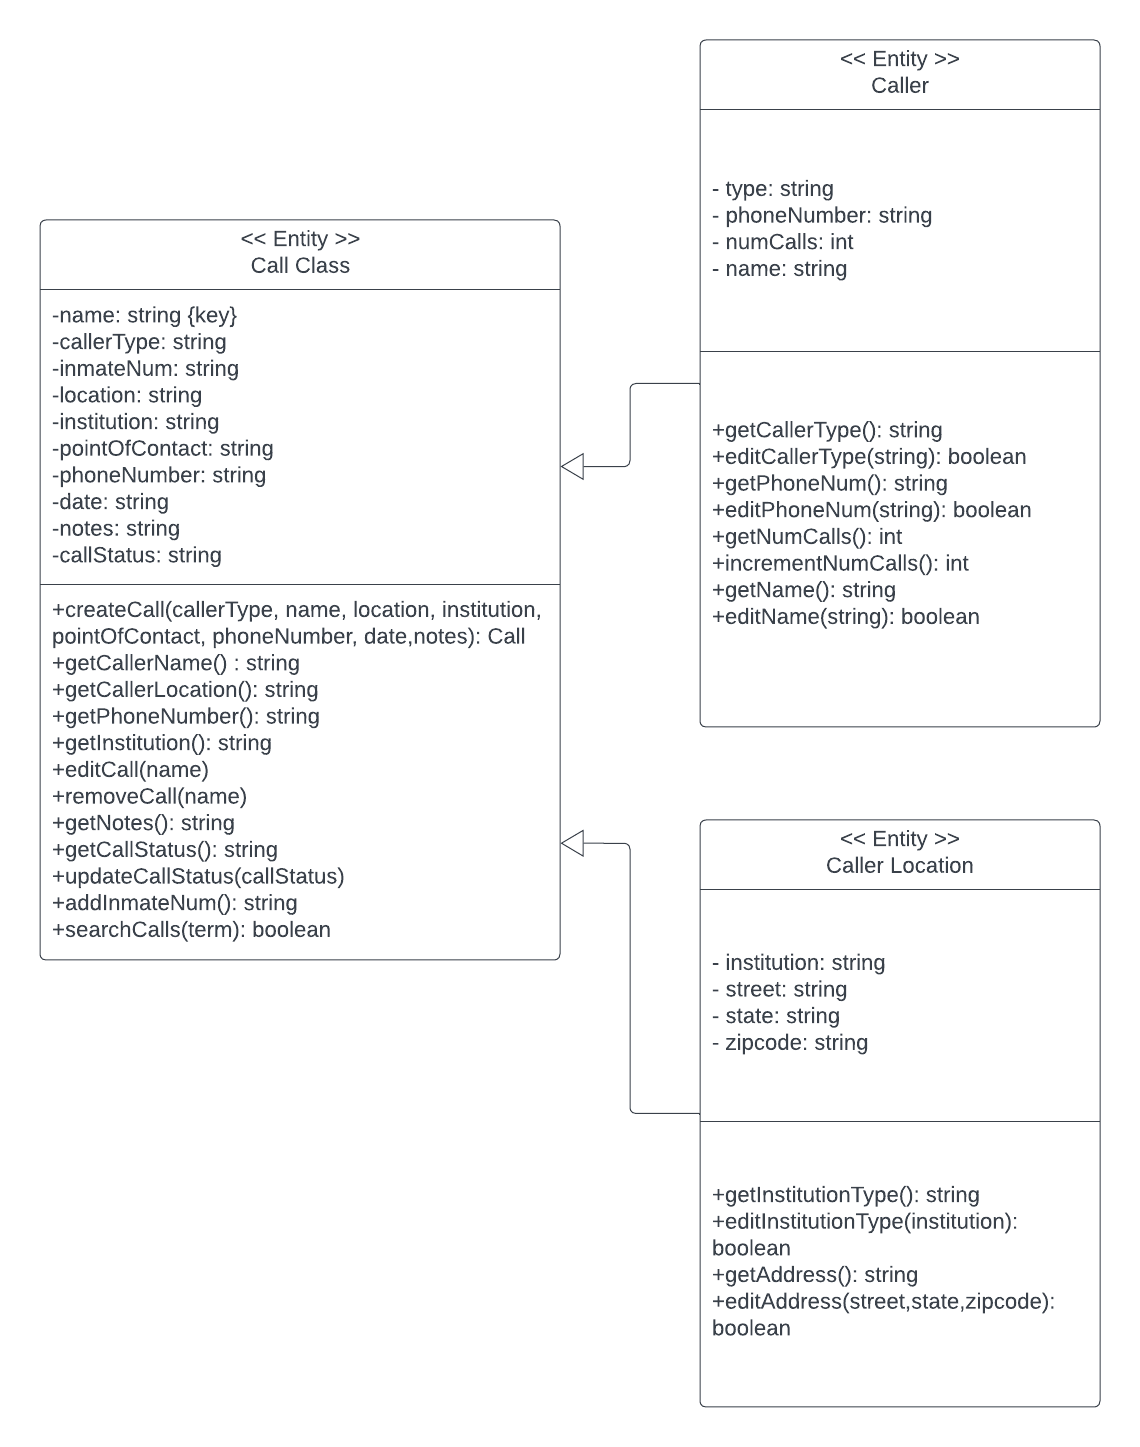 << Entity >>
Caller
- type: string
- phoneNumber: string
- numCalls: int
- name: string
+getCallerType(): string
+editCallerType(string): boolean
+getPhoneNum(): string
+editPhoneNum(string): boolean
+getNumCalls(): int
+incrementNumCalls(): int
+getName(): string
+editName(string): boolean
<< Entity >>
Call Class
-name: string {key}
-callerType: string
-inmateNum: string
-location: string
-institution: string
-pointOfContact: string
-phoneNumber: string
-date: string
-notes: string
-callStatus: string
+createCall(callerType, name, location, institution,
pointOfContact, phoneNumber, date,notes): Call
+getCallerName() : string
+getCallerLocation(): string
+getPhoneNumber(): string
+getInstitution(): string
+editCall(name)
+removeCall(name)
+getNotes(): string
+getCallStatus(): string
+updateCallStatus(callStatus)
+addInmateNum(): string
+searchCalls(term): boolean
<< Entity >>
Caller Location
- institution: string
- street: string
- state: string
- zipcode: string
+getInstitutionType(): string
+editInstitutionType(institution):
boolean
+getAddress(): string
+editAddress(street,state,zipcode):
boolean